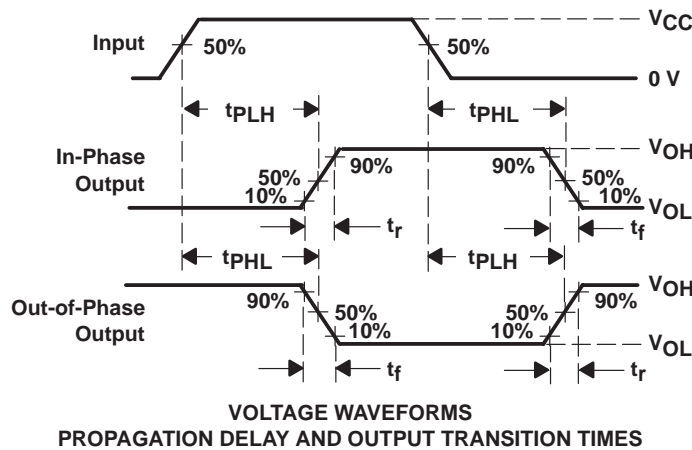 VCC
Input
50%
50%
0 V
tPLH
tPHL
In-Phase
Output
VOH
90%
90%
50%
50%
10%
10%
VOL
tr
tf
tPHL
tPLH
Out-of-Phase
Output
VOH
90%
90%
50%
50%
10%
10%
VOL
tf
tr
VOLTAGE WAVEFORMS
PROPAGATION DELAY AND OUTPUT TRANSITION TIMES